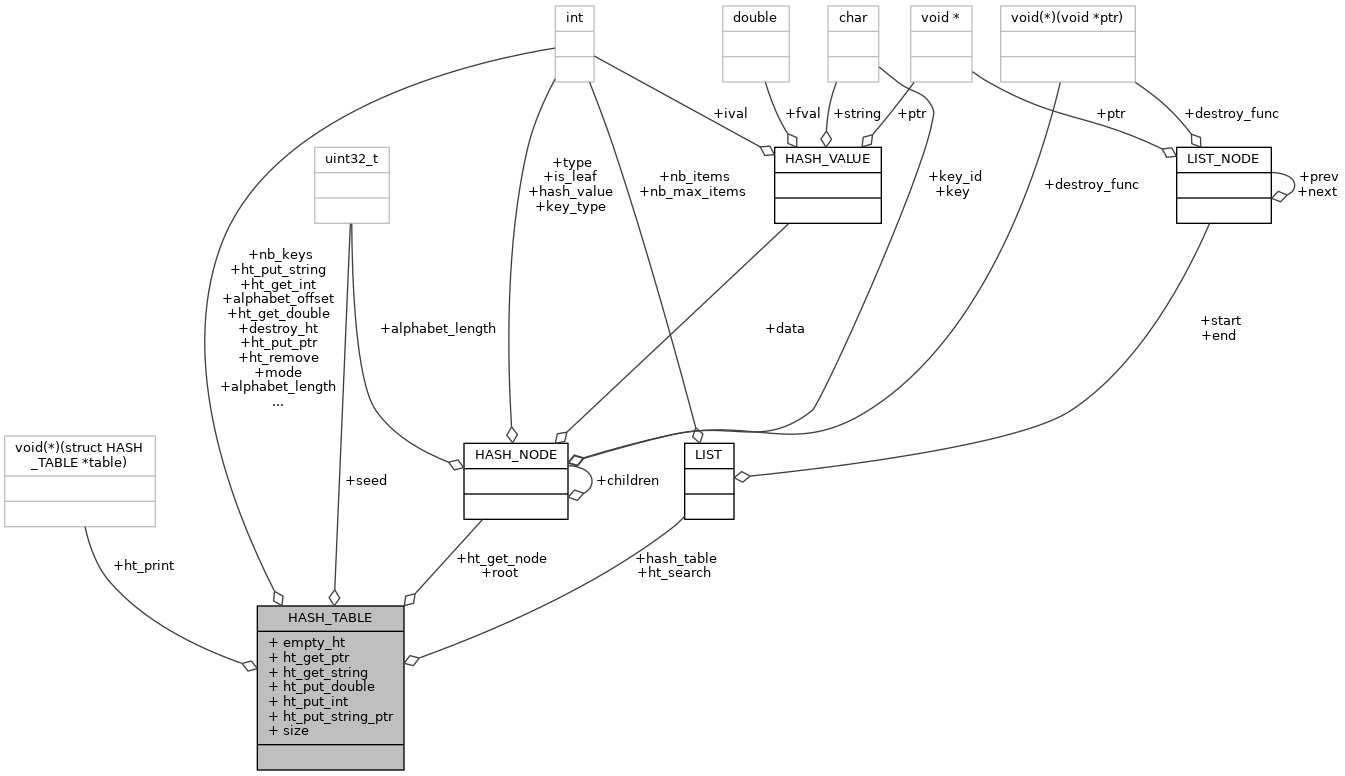 int
double
char
void *
void(*)(void *ptr)
+ival
+fval
+string
+ptr
+ptr
+destroy_func
uint32_t
HASH_VALUE
LIST_NODE
+type
+is_leaf
+hash_value
+key_type
+nb_items
+nb_max_items
+key_id
+key
+destroy_func
+prev
+next
+nb_keys
+ht_put_string
+ht_get_int
+alphabet_offset
+ht_get_double
+destroy_ht
+ht_put_ptr
+ht_remove
+mode
+alphabet_length
...
+alphabet_length
+data
+start
+end
void(*)(struct HASH
_TABLE *table)
HASH_NODE
LIST
+seed
+children
+ht_print
+ht_get_node
+root
+hash_table
+ht_search
HASH_TABLE
+ empty_ht
+ ht_get_ptr
+ ht_get_string
+ ht_put_double
+ ht_put_int
+ ht_put_string_ptr
+ size